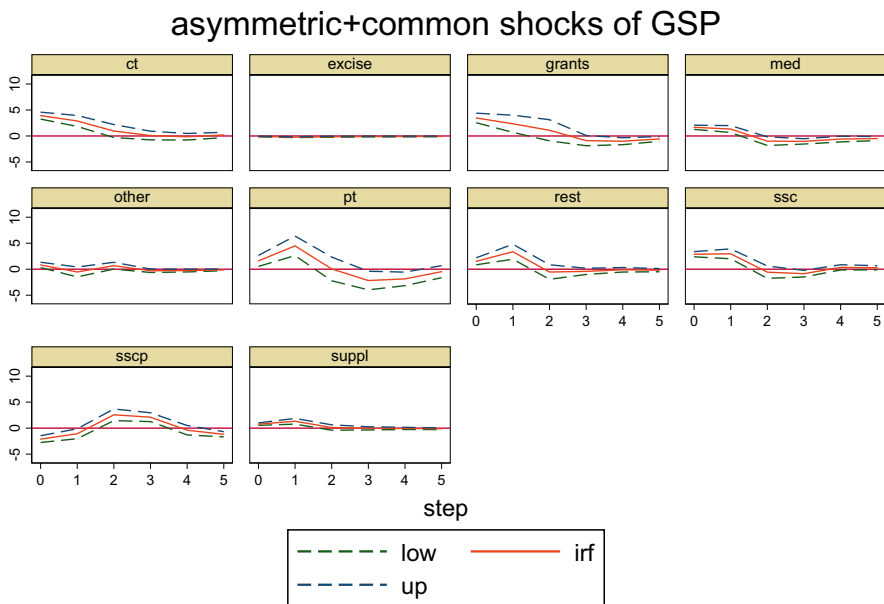 asymmetric+common shocks of GSP
ct excise grants med
10
5
0
-5
other pt rest ssc
10
5
0
-5
0 1 2 3 4 5 0 1 2 3 4 5
sscp suppl
10
5
0
-5
0 1 2 3 4 5 0 1 2 3 4 5
step
low irf
up